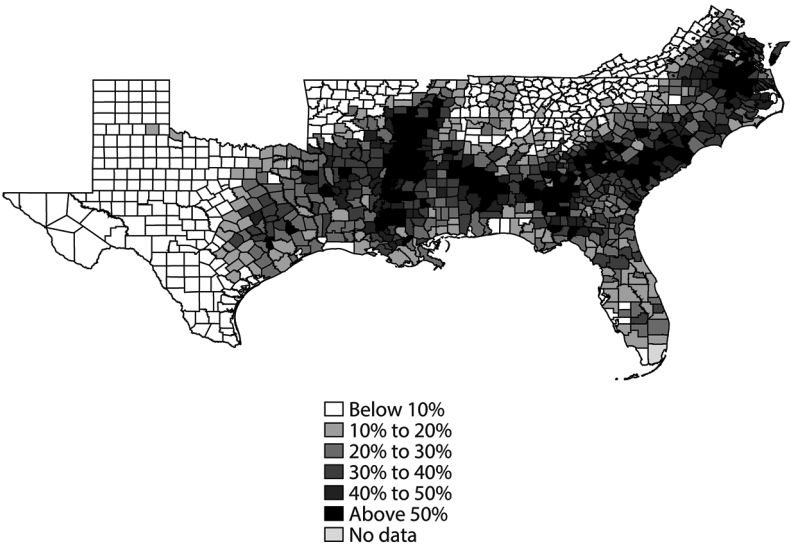 Below 10%
10% to 20%
20% to 30%
30% to 40%
40% to 50%
Above 50%
No data